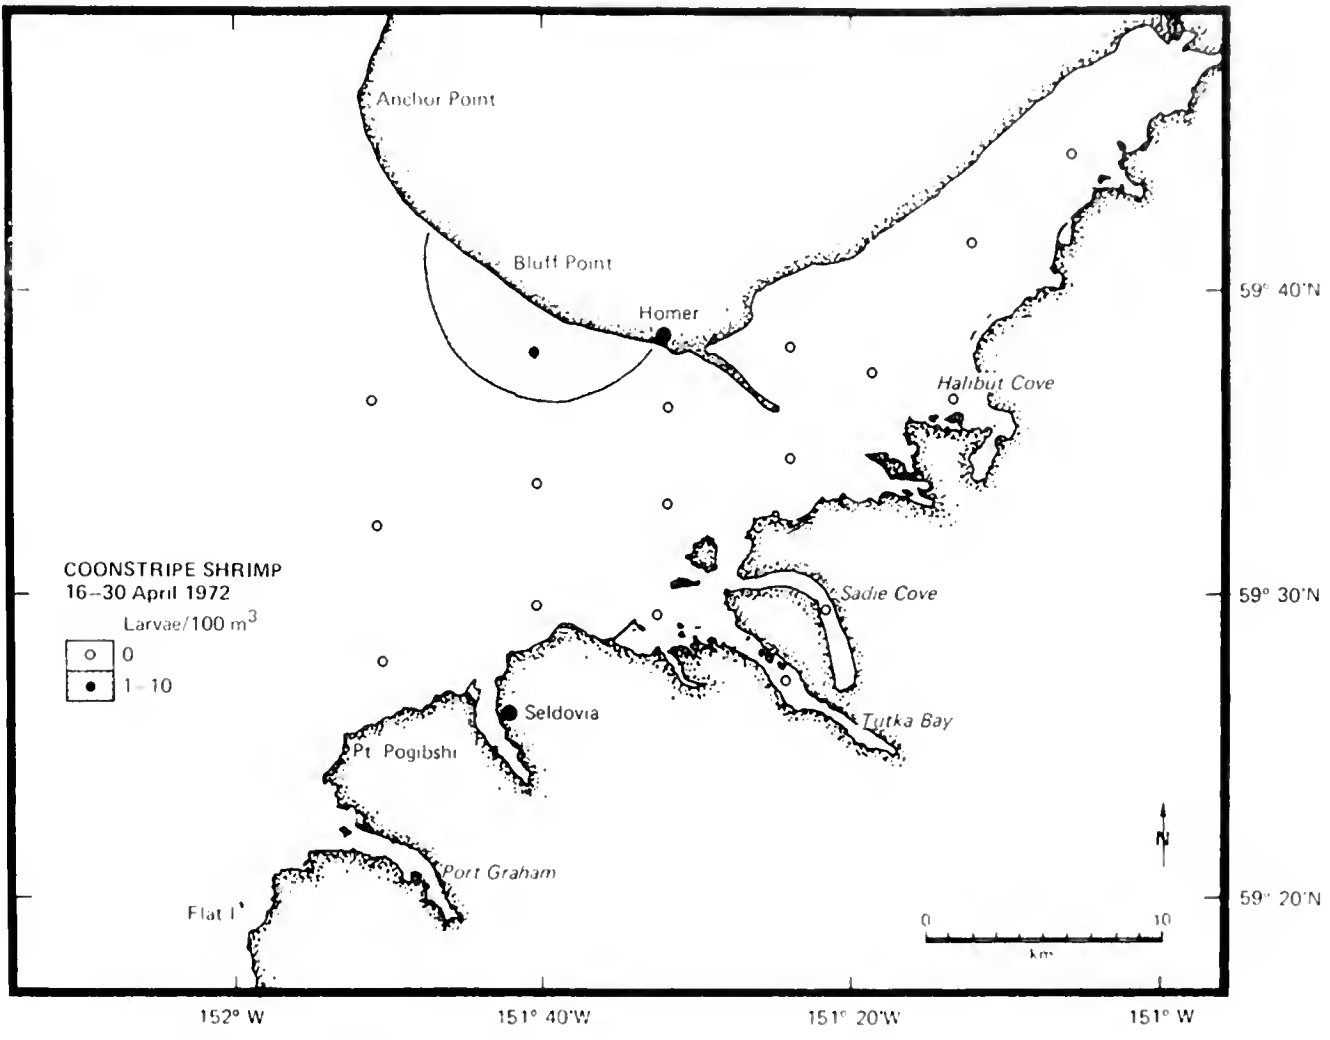 Anchor Point
Bluff Point
Homer
59° 40'N
Halibut Cove
COONSTRIPE SHRIMP
16–30 April 1972
Larvae/100 m³
0
1–10
Sadie Cove
59° 30'N
Seldovia
Tutka Bay
Pt Pogibshi
N
Port Graham
Flat I
59° 20'N
0 10
km
152° W 151° 40'W 151° 20'W 151° W